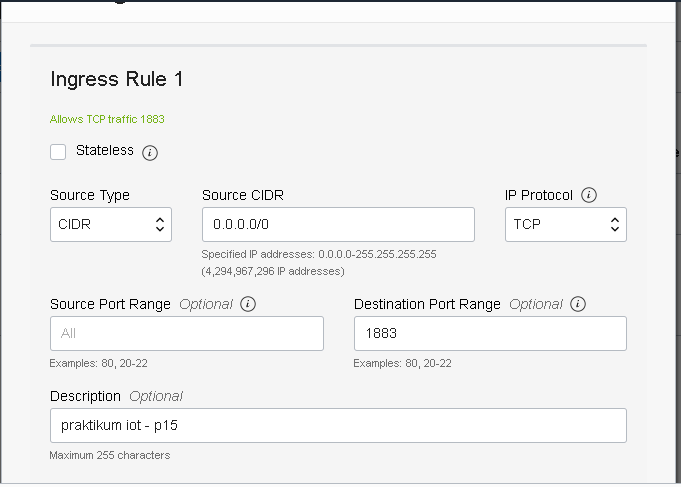 Ingress Rule 1
Allows TCP traffic 1883
Stateless i
Source Type Source CIDR IP Protocol i
CIDR 0.0.0.0/0 TCP
Specified IP addresses: 0.0.0.0-255.255.255.255
(4,294,967,296 IP addresses)
Source Port Range Optional i Destination Port Range Optional i
All 1883
Examples: 80, 20-22 Examples: 80, 20-22
Description Optional
praktikum iot - p15
Maximum 255 characters